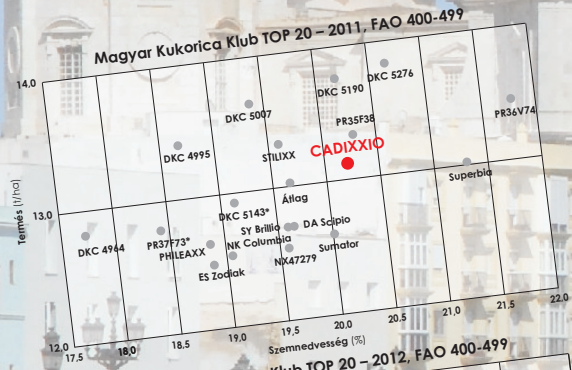 Magyar Kukorica Klub TOP 20 – 2011, FAO 400-499
14,0
DKC 5276
DKC 5190
PR36V74
DKC 5007
PR35F38
CADIXXIO
DKC 4995
STILIXX
Superbia
Átlag
13,0
DKC 5143*
DA Scipio
SY Brillio
DKC 4964
PR37F73*
NK Columbia
Sumator
PHILEAXX
NX47279
ES Zodiak
Termés (t/ha)
12,0
17,5
18,0
18,5
19,0
19,5
20,0
20,5
21,0
21,5
22,0
Szemnedvesség (%)
Klub TOP 20 – 2012, FAO 400-499